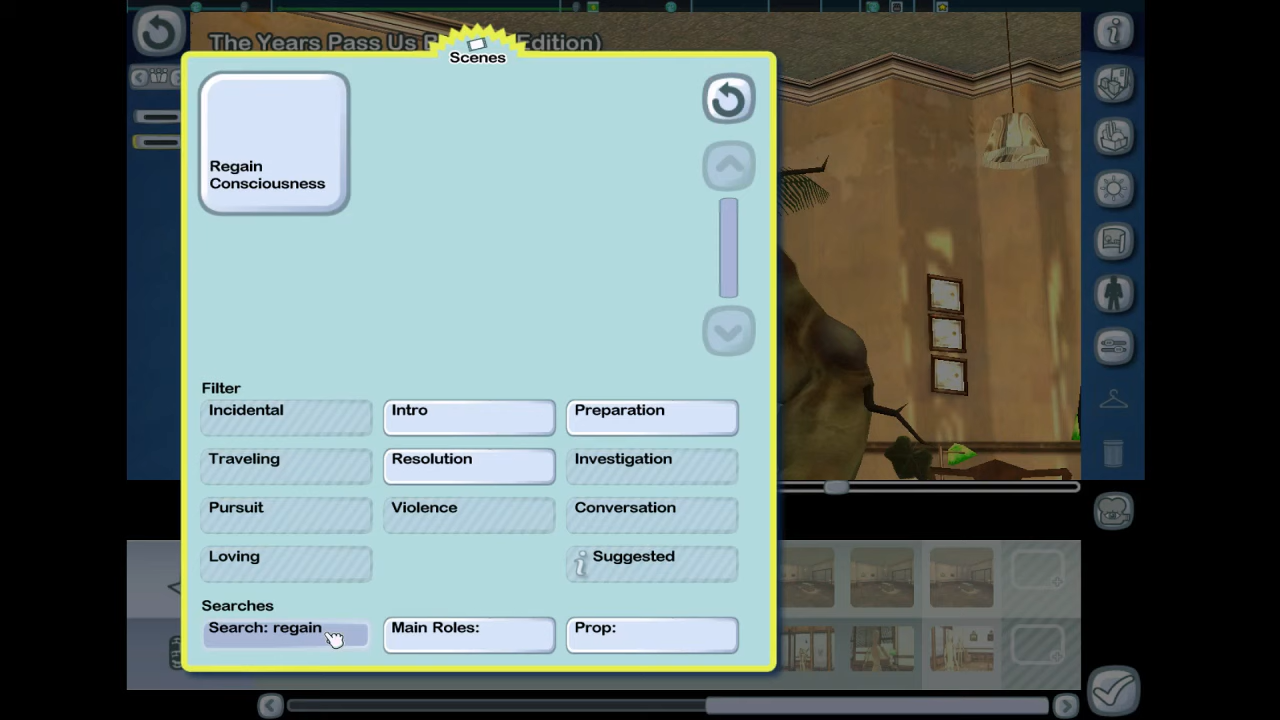 The Years Pass Us Edition)
Scenes
Regain
Consciousness
Filter
Incidental
Intro
Preparation
Traveling
Resolution
Investigation
Pursuit
Violence
Conversation
Loving
Suggested
Searches
Search: regain
Main Roles:
Prop: